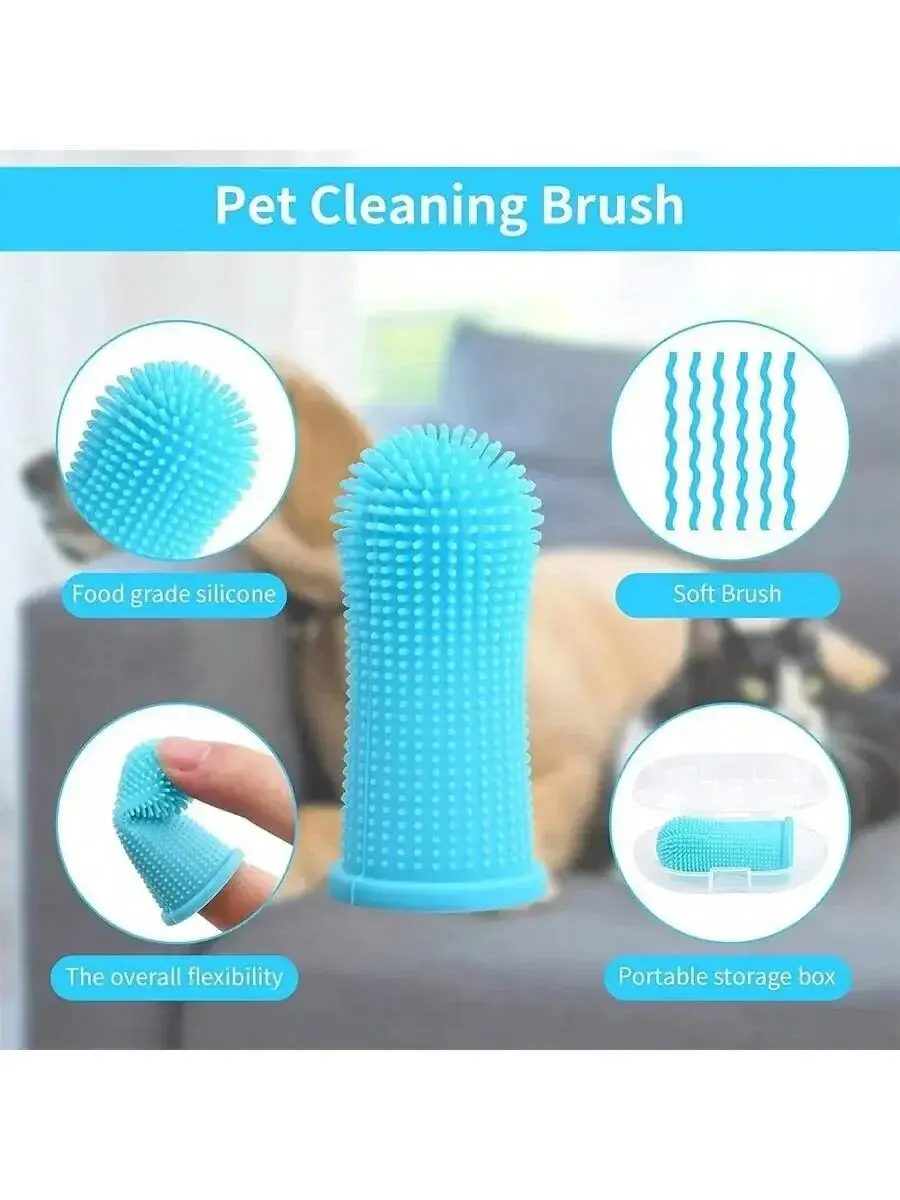 Pet Cleaning Brush
Food grade silicone
Soft Brush
The overall flexibility
Portable storage box